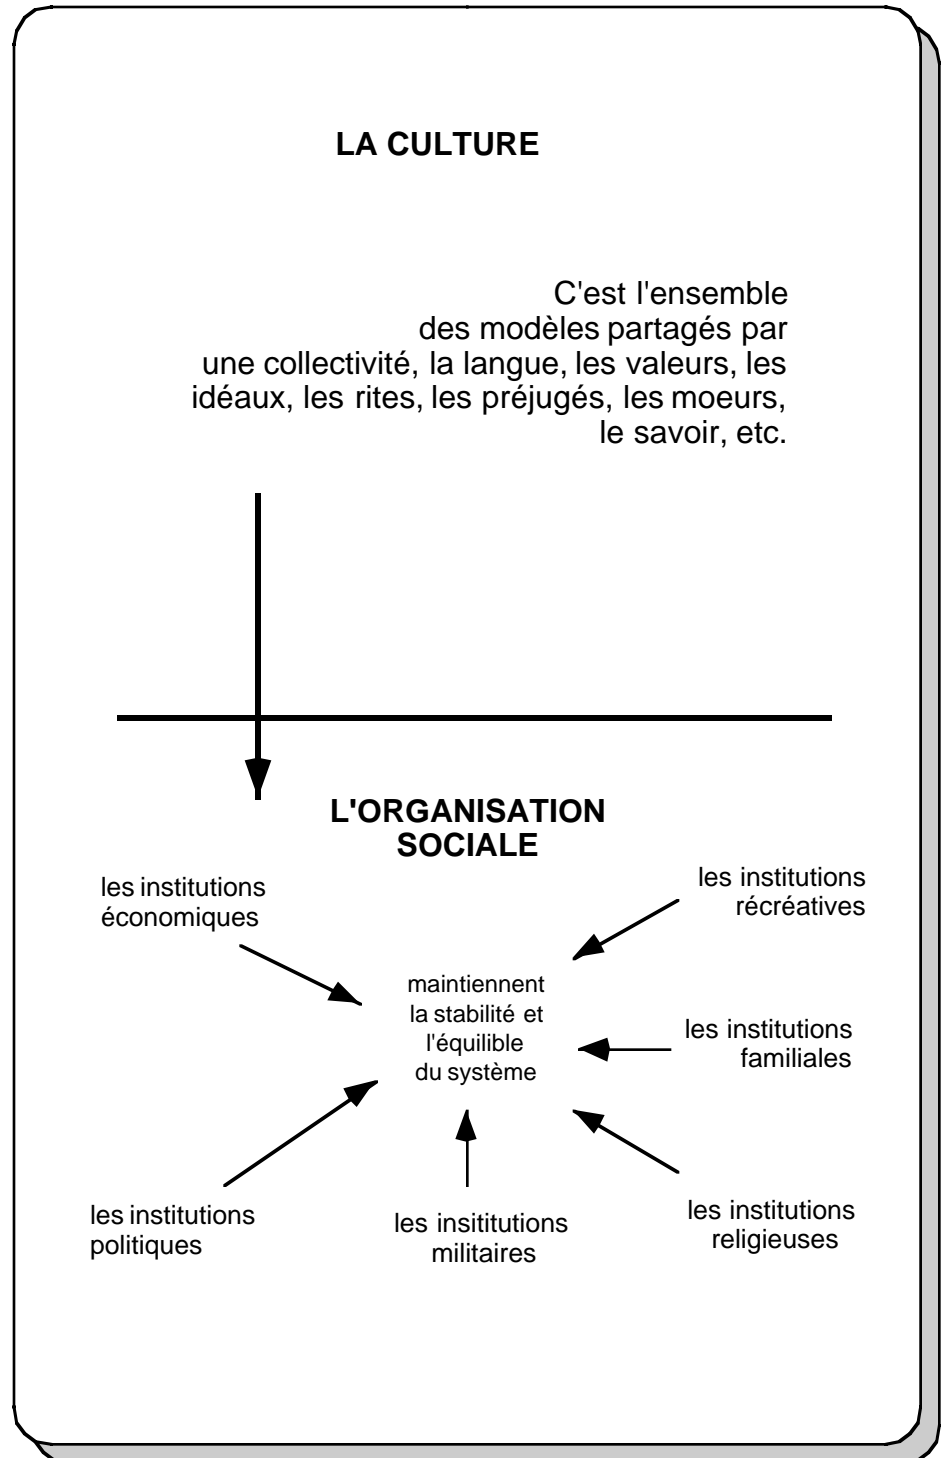 LA CULTURE
C'est l'ensemble
des modèles partagés par
une collectivité, la langue, les valeurs, les
idéaux, les rites, les préjugés, les moeurs,
le savoir, etc.
L'ORGANISATION
SOCIALE
les institutions
économiques
les institutions
récréatives
maintiennent
la stabilité et
l'équilible
du système
les institutions
familiales
les institutions
politiques
les insititutions
militaires
les institutions
religieuses